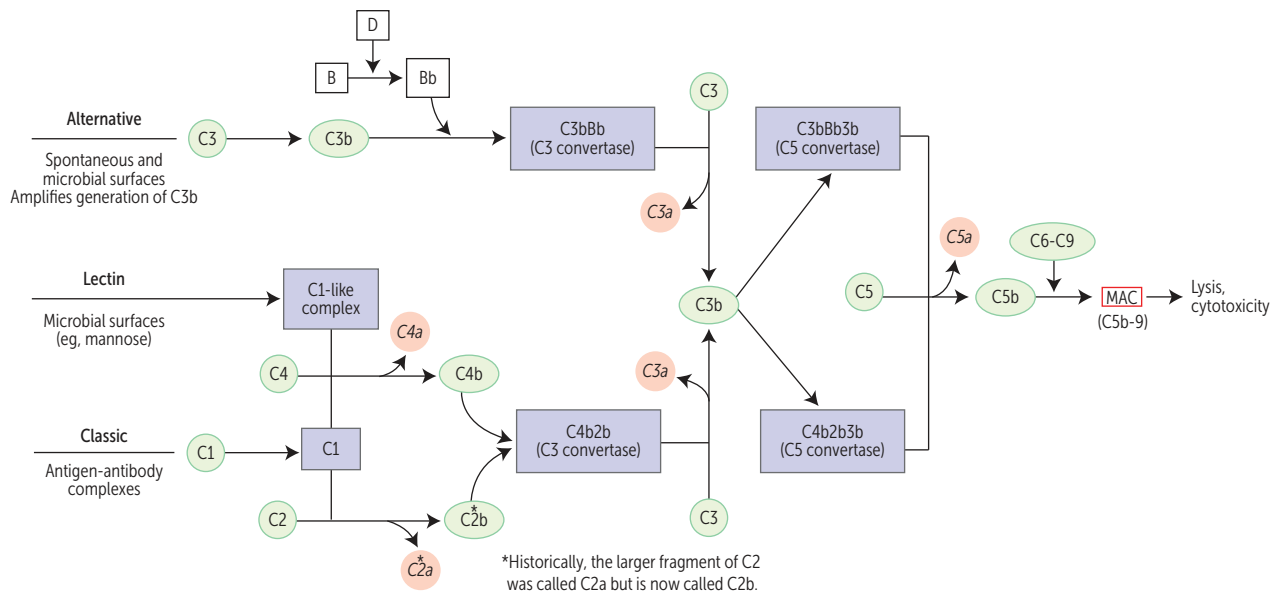 D
B
Bb
Alternative
Spontaneous and
microbial surfaces
Amplifies generation of C3b
C3
C3b
C3bBb
(C3 convertase)
C3
C3a
C3bBb3b
(C5 convertase)
Lectin
Microbial surfaces
(eg, mannose)
C1-like
complex
C4
C4a
C4b
C3b
C3a
C5
C5a
C5b
C6-C9
MAC
(C5b-9)
Lysis,
cytotoxicity
Classic
Antigen-antibody
complexes
C1
C1
C4b2b
(C3 convertase)
C4b2b3b
(C5 convertase)
C2
*
C2b
*
C2a
C3
*Historically, the larger fragment of C2
was called C2a but is now called C2b.